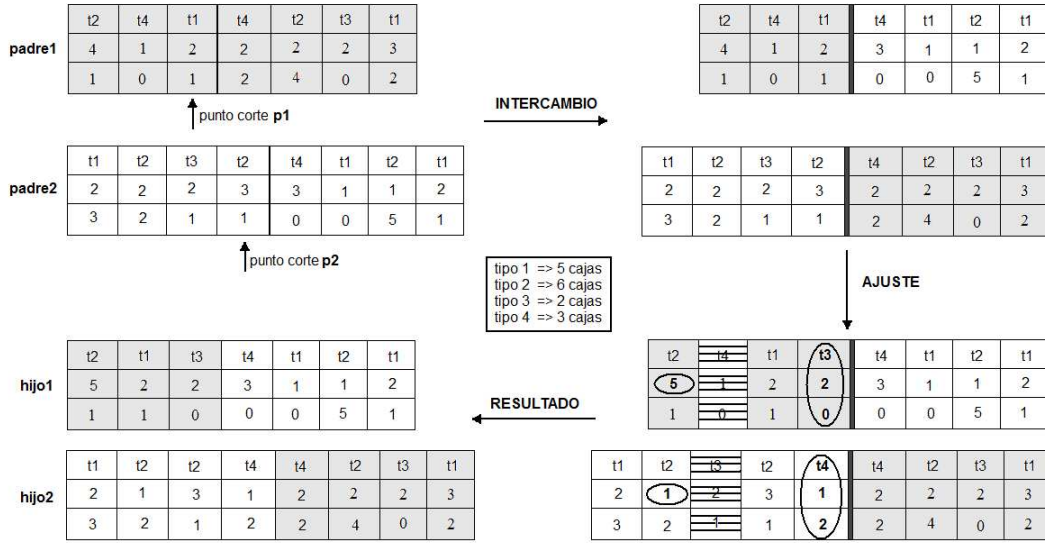 t2 t4 t1 t4 t2 t3 t1
padre1 4 1 2 2 2 2 3
1 0 1 2 4 0 2
punto corte p1
t2 t4 t1 t4 t1 t2 t1
4 1 2 3 1 1 2
1 0 1 0 0 5 1
INTERCAMBIO
t1 t2 t3 t2 t4 t1 t2 t1
padre2 2 2 2 3 3 1 1 2
3 2 1 1 0 0 5 1
punto corte p2
t1 t2 t3 t2 t4 t2 t3 t1
2 2 2 3 2 2 2 3
3 2 1 1 2 4 0 2
tipo 1 => 5 cajas
tipo 2 => 6 cajas
tipo 3 => 2 cajas
tipo 4 => 3 cajas
AJUSTE
t2 t1 t3 t4 t1 t2 t1
hijo1 5 2 2 3 1 1 2
1 1 0 0 0 5 1
RESULTADO
t2 t4 t1 t3 t4 t1 t2 t1
5 1 2 2 3 1 1 2
1 0 1 0 0 0 5 1
t1 t2 t2 t4 t4 t2 t3 t1
hijo2 2 1 3 1 2 2 2 3
3 2 1 2 2 4 0 2
t1 t2 t3 t2 t4 t4 t2 t3 t1
2 1 2 3 1 2 2 2 3
3 2 1 1 2 2 4 0 2